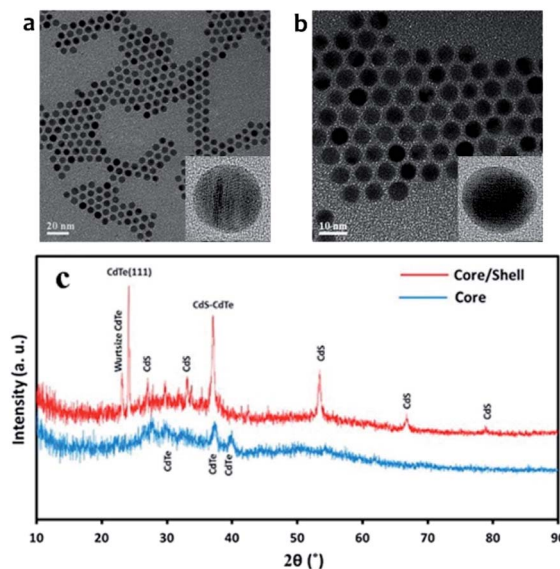 a
b
20 nm
10 nm
c
CdTe(111)
Core/Shell
Core
Wurtsize CdTe
CdS
CdS
CdS-CdTe
CdS
CdS
CdS
CdTe
CdTe
CdTe
Intensity (a. u.)
10 20 30 40 50 60 70 80 90
2θ (°)